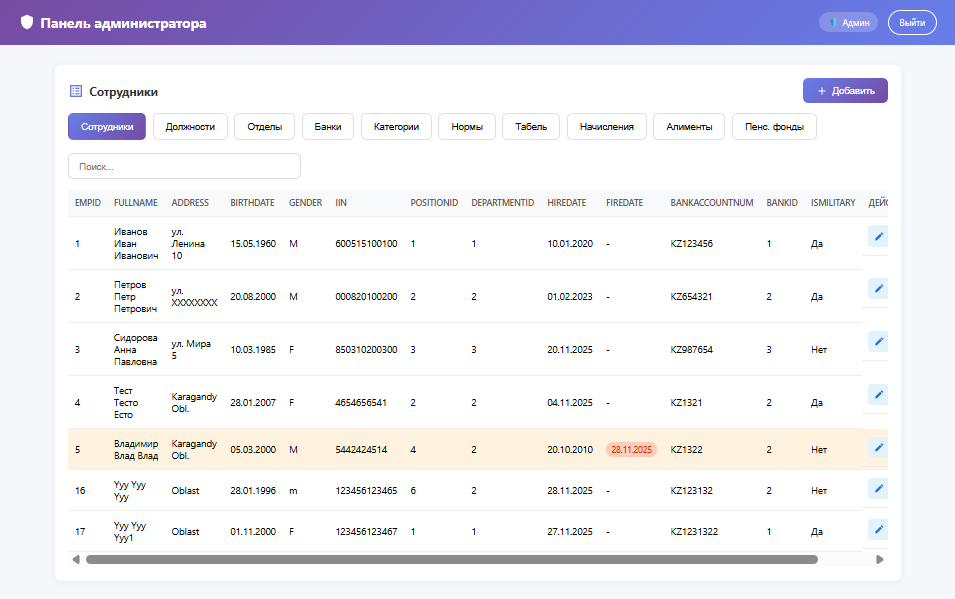 Панель администратора
Админ
Выйти
Сотрудники
+ Добавить
Сотрудники Должности Отделы Банки Категории Нормы Табель Начисления Алименты Пенс. фонды
Поиск...
EMPID FULLNAME ADDRESS BIRTHDATE GENDER IIN POSITIONID DEPARTMENTID HIREDATE FIREDATE BANKACCOUNTNUM BANKID ISMILITARY
1 Иванов Иван Иванович ул. Ленина 10 15.05.1960 M 600515100100 1 1 10.01.2020 - KZ123456 1 Да
2 Петров Петр Петрович ул. XXXXXXXX 20.08.2000 M 000820100200 2 2 01.02.2023 - KZ654321 2 Да
3 Сидорова Анна Павловна ул. Мира 5 10.03.1985 F 850310200300 3 3 20.11.2025 - KZ987654 3 Нет
4 Тест Тесто Есто Karagandy Obl. 28.01.2007 F 4654656541 2 2 04.11.2025 - KZ1321 2 Да
5 Владимир Влад Влад Karagandy Obl. 05.03.2000 M 5442424514 4 2 20.10.2010 28.11.2025 KZ1322 2 Нет
16 Yyy Yyy Yyy Oblast 28.01.1996 m 123456123465 6 2 28.11.2025 - KZ123132 2 Нет
17 Yyy Yyy Yyy1 Oblast 01.11.2000 F 123456123467 1 1 27.11.2025 - KZ1231322 1 Да